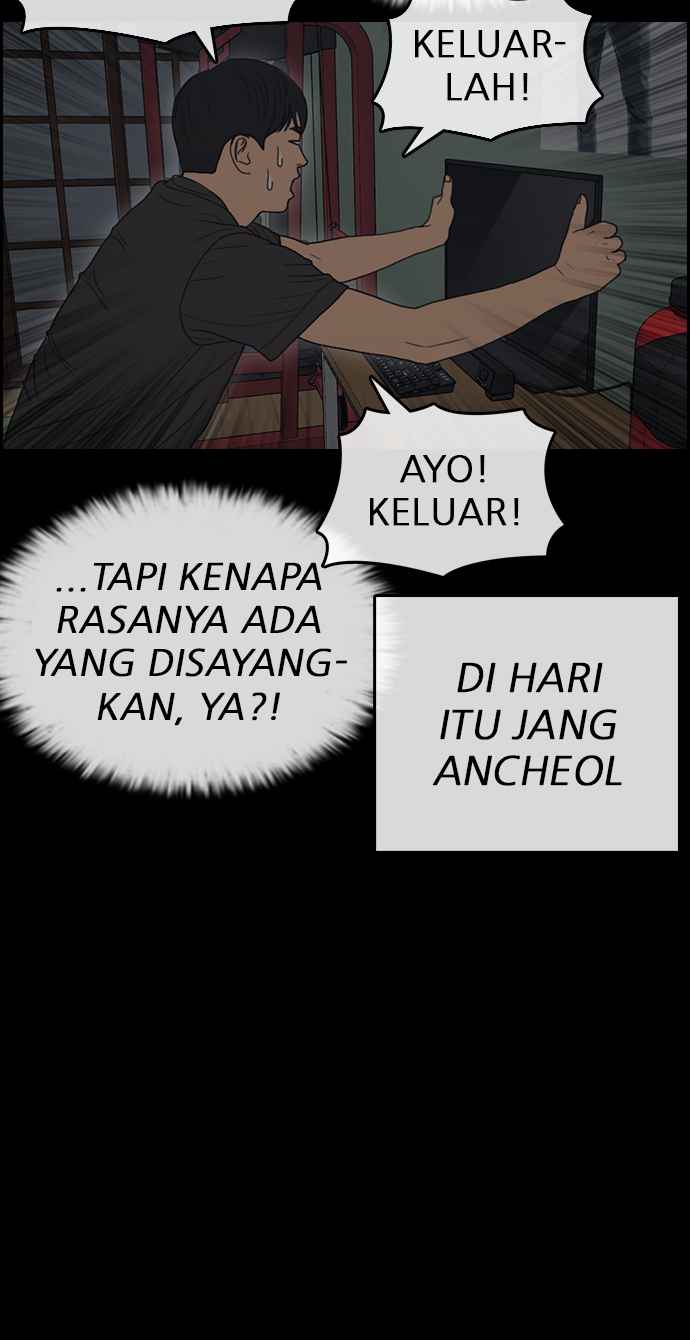 KELUAR-
LAH!
AYO!
KELUAR!
...TAPI KENAPA
RASANYA ADA
YANG DISAYANG-
KAN, YA?!
DI HARI
ITU JANG
ANCHEOL